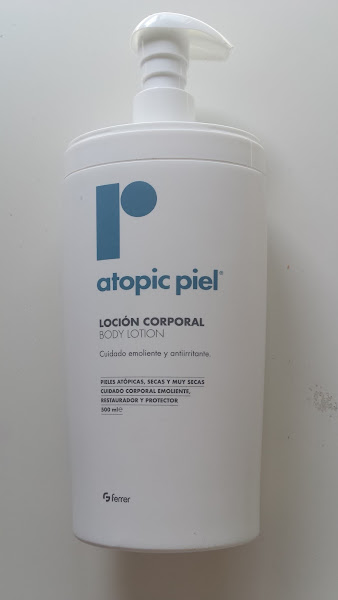 atopic piel®
LOCIÓN CORPORAL
BODY LOTION
Cuidado emoliente y antiirritante.
PIELES ATÓPICAS, SECAS Y MUY SECAS
CUIDADO CORPORAL EMOLIENTE,
RESTAURADOR Y PROTECTOR
500 ml ℮
ferrer